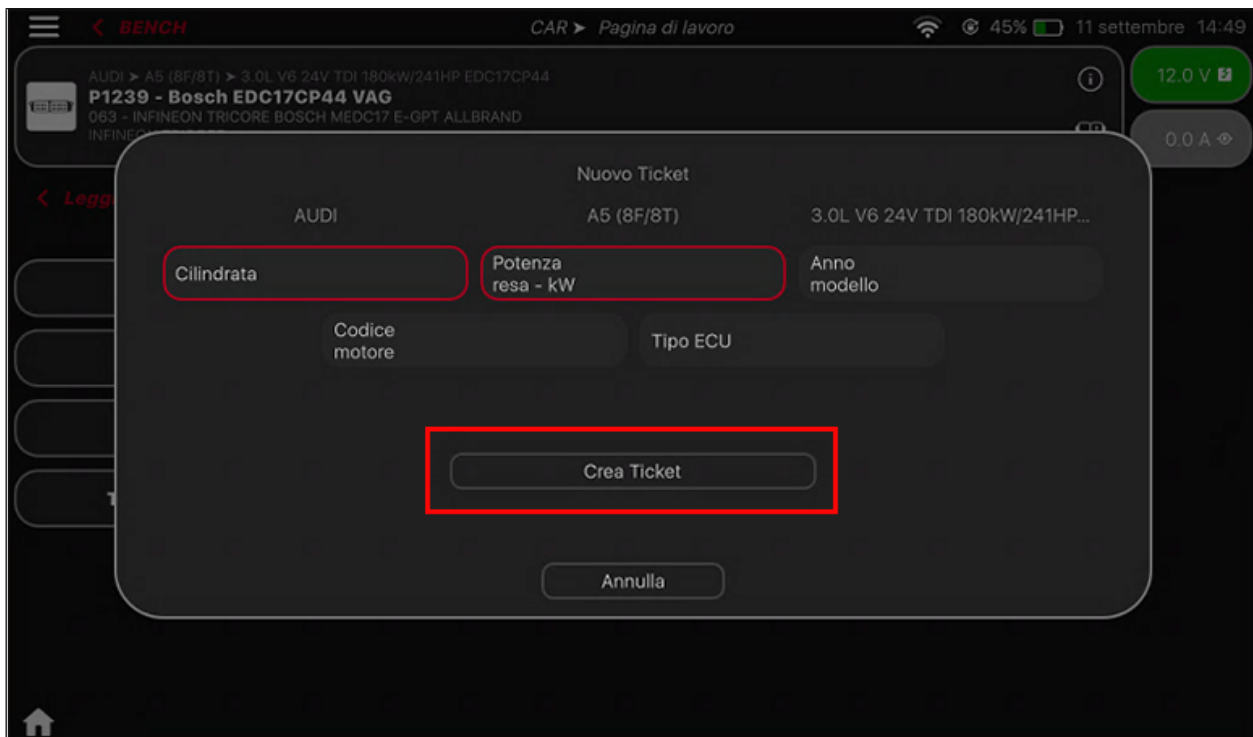 BENCH
CAR ➤ Pagina di lavoro
45%
11 settembre 14:49
AUDI ➤ A5 (8F/8T) ➤ 3.0L V6 24V TDI 180kW/241HP EDC17CP44
P1239 - Bosch EDC17CP44 VAG
063 - INFINEON TRICORE BOSCH MEDC17 E-GPT ALLBRAND
12.0 V
0.0 A
Nuovo Ticket
AUDI
A5 (8F/8T)
3.0L V6 24V TDI 180kW/241HP...
Cilindrata
Potenza
resa - kW
Anno
modello
Codice
motore
Tipo ECU
Crea Ticket
Annulla